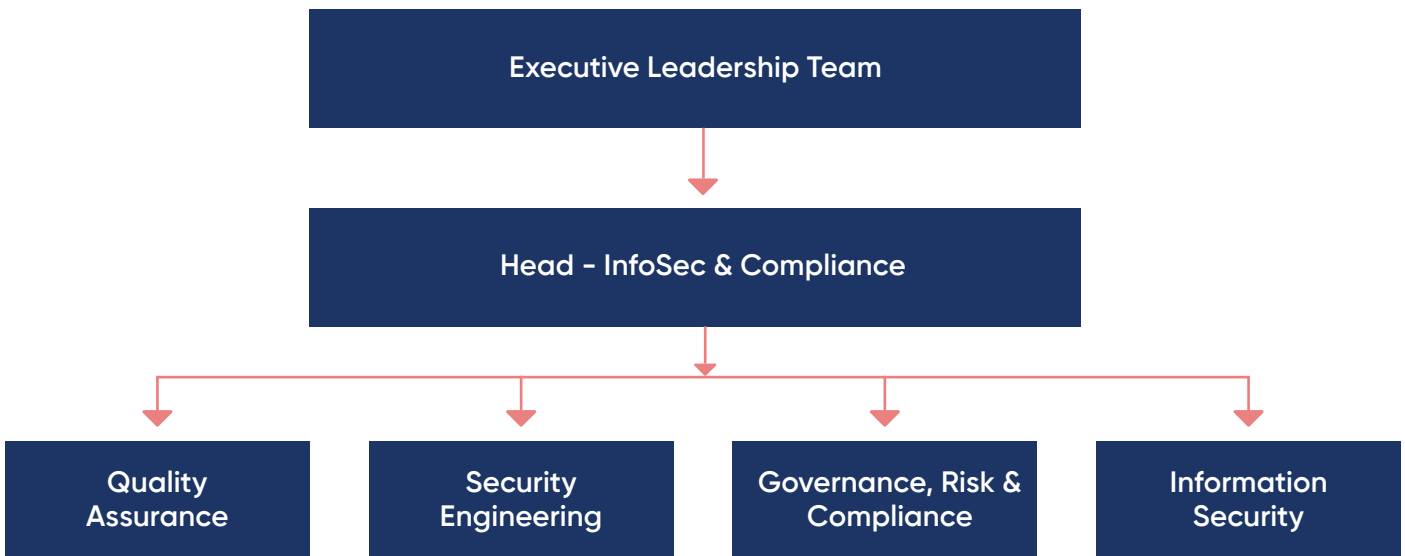 Executive Leadership Team
Head - InfoSec & Compliance
Quality
Assurance
Security
Engineering
Governance, Risk &
Compliance
Information
Security